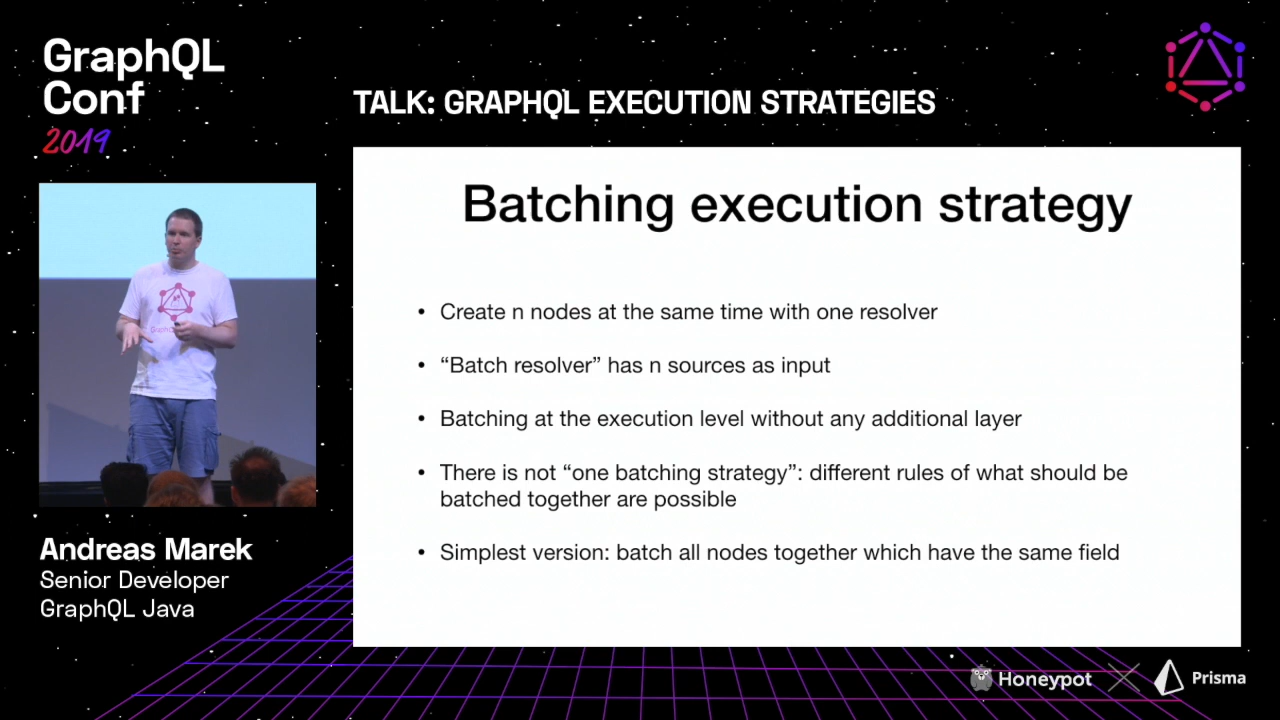 GraphQL
Conf
2019
TALK: GRAPHQL EXECUTION STRATEGIES
Batching execution strategy
• Create n nodes at the same time with one resolver
• “Batch resolver” has n sources as input
• Batching at the execution level without any additional layer
• There is not “one batching strategy”: different rules of what should be
batched together are possible
• Simplest version: batch all nodes together which have the same field
Andreas Marek
Senior Developer
GraphQL Java
Honeypot
Prisma